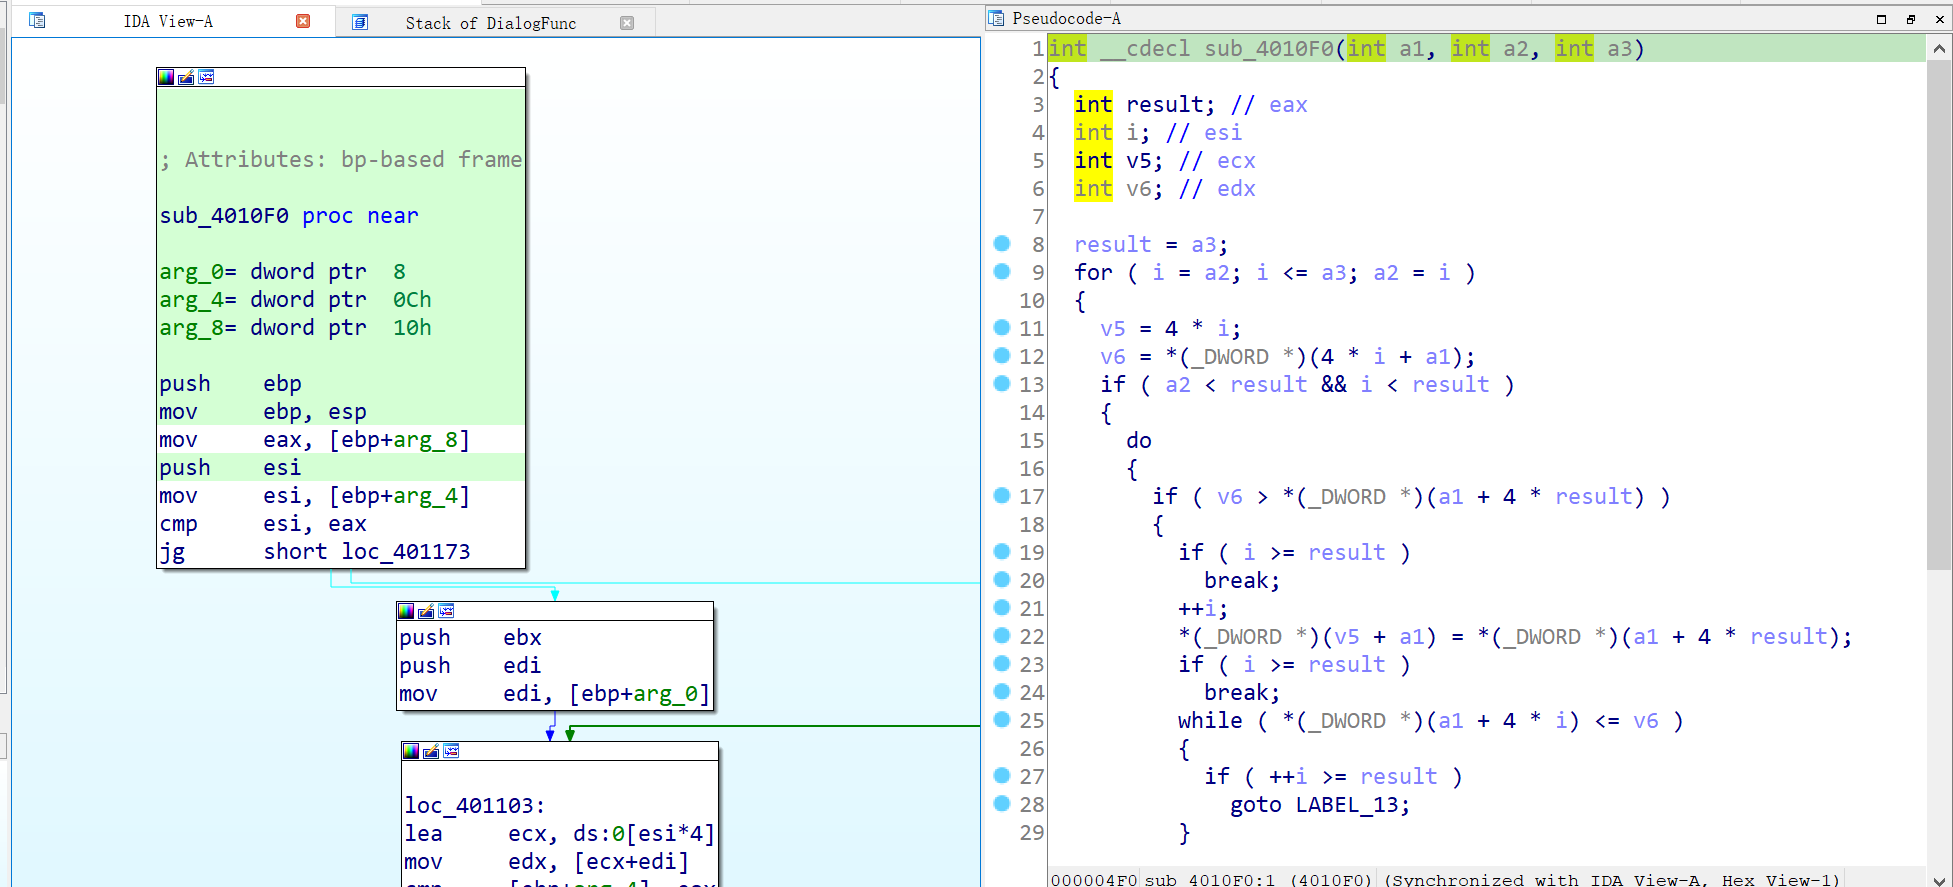 IDA View-A
Stack of DialogFunc
; Attributes: bp-based frame
sub_4010F0 proc near
arg_0= dword ptr  8
arg_4= dword ptr  0Ch
arg_8= dword ptr  10h
push    ebp
mov     ebp, esp
mov     eax, [ebp+arg_8]
push    esi
mov     esi, [ebp+arg_4]
cmp     esi, eax
jg      short loc_401173
push    ebx
push    edi
mov     edi, [ebp+arg_0]
loc_401103:
lea     ecx, ds:0[esi*4]
mov     edx, [ecx+edi]
cmp     [ebp+arg_4], eax
Pseudocode-A
1 int __cdecl sub_4010F0(int a1, int a2, int a3)
2 {
3   int result; // eax
4   int i; // esi
5   int v5; // ecx
6   int v6; // edx
7
8   result = a3;
9   for ( i = a2; i <= a3; a2 = i )
10   {
11     v5 = 4 * i;
12     v6 = *(_DWORD *)(4 * i + a1);
13     if ( a2 < result && i < result )
14     {
15       do
16       {
17         if ( v6 > *(_DWORD *)(a1 + 4 * result) )
18         {
19           if ( i >= result )
20             break;
21           ++i;
22           *(_DWORD *)(v5 + a1) = *(_DWORD *)(a1 + 4 * result);
23           if ( i >= result )
24             break;
25           while ( *(_DWORD *)(a1 + 4 * i) <= v6 )
26           {
27             if ( ++i >= result )
28               goto LABEL_13;
29           }
000004F0 sub_4010F0:1 (4010F0) (Synchronized with IDA View-A, Hex View-1)